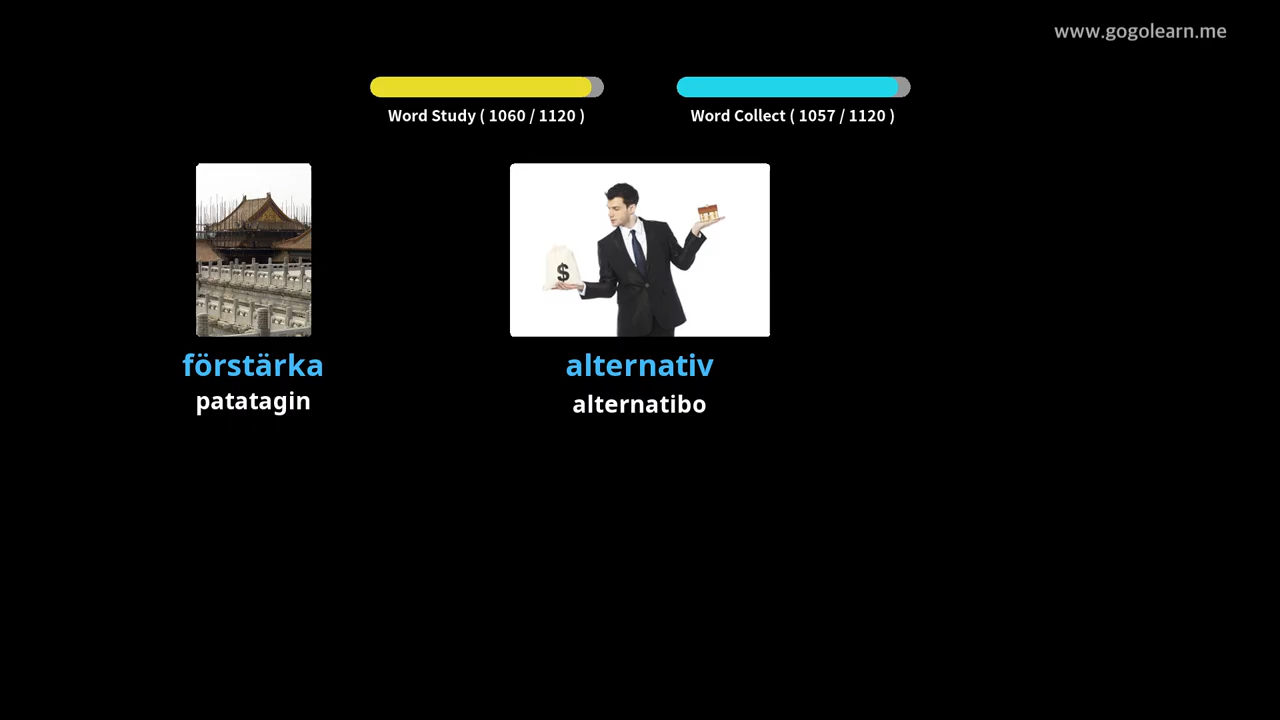 www.gogolearn.me
Word Study ( 1060 / 1120 )
Word Collect ( 1057 / 1120 )
$
förstärka
alternativ
patatagin
alternatibo